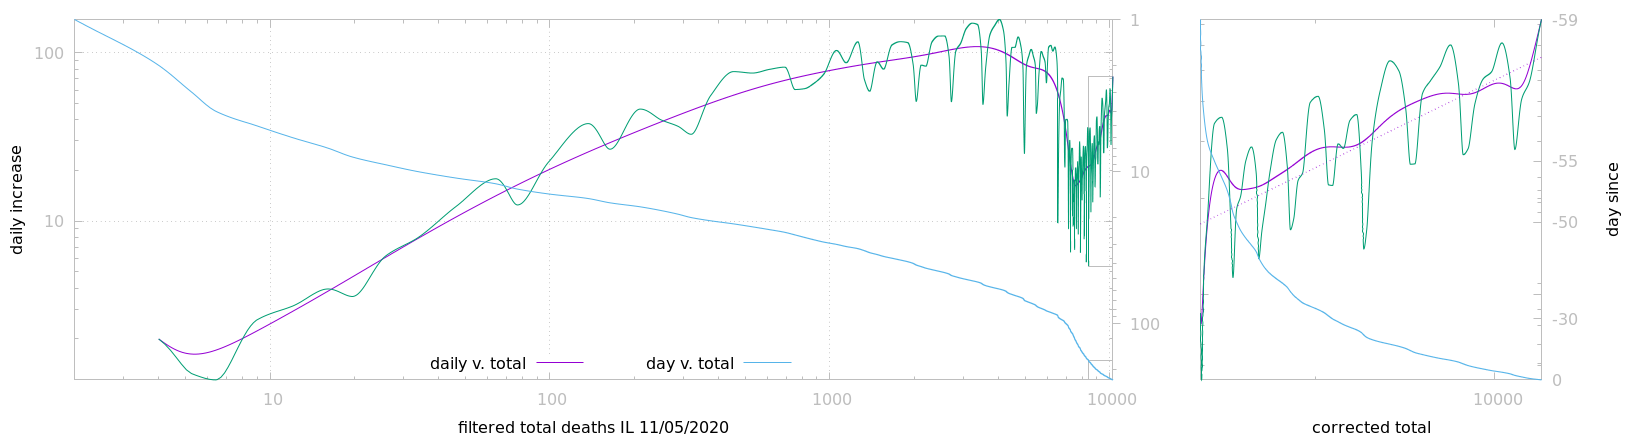 100
10
daily increase
1
10
100
daily v. total
day v. total
10
100
1000
10000
filtered total deaths IL 11/05/2020
-59
-55
-50
-30
0
day since
10000
corrected total